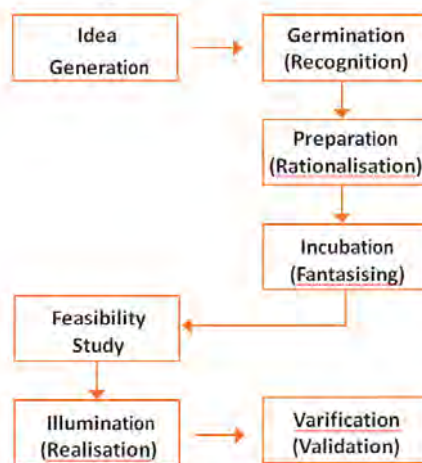 Idea
Generation
Germination
(Recognition)
Preparation
(Rationalisation)
Incubation
(Fantasising)
Feasibility
Study
Illumination
(Realisation)
Varification
(Validation)